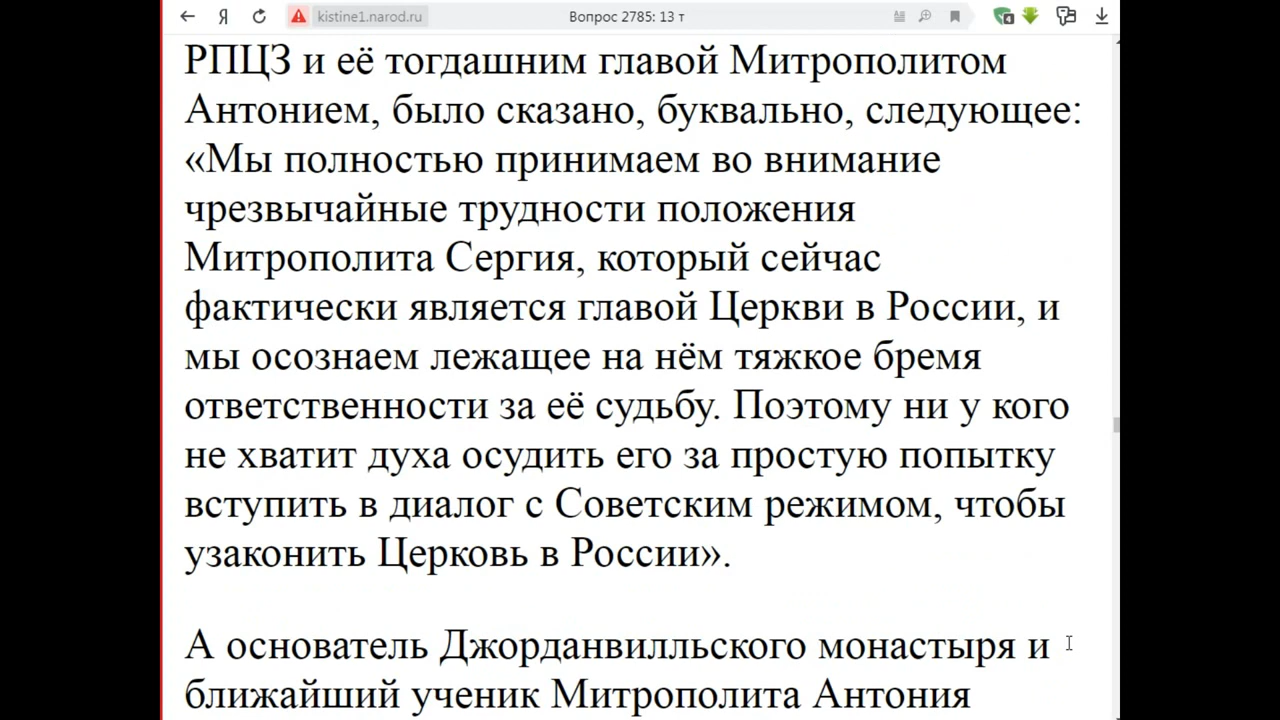 Я
kistine1.narod.ru
Вопрос 2785: 13 т
4
РПЦЗ и её тогдашним главой Митрополитом
Антонием, было сказано, буквально, следующее:
«Мы полностью принимаем во внимание
чрезвычайные трудности положения
Митрополита Сергия, который сейчас
фактически является главой Церкви в России, и
мы осознаем лежащее на нём тяжкое бремя
ответственности за её судьбу. Поэтому ни у кого
не хватит духа осудить его за простую попытку
вступить в диалог с Советским режимом, чтобы
узаконить Церковь в России».
А основатель Джорданвилльского монастыря и
ближайший ученик Митрополита Антония